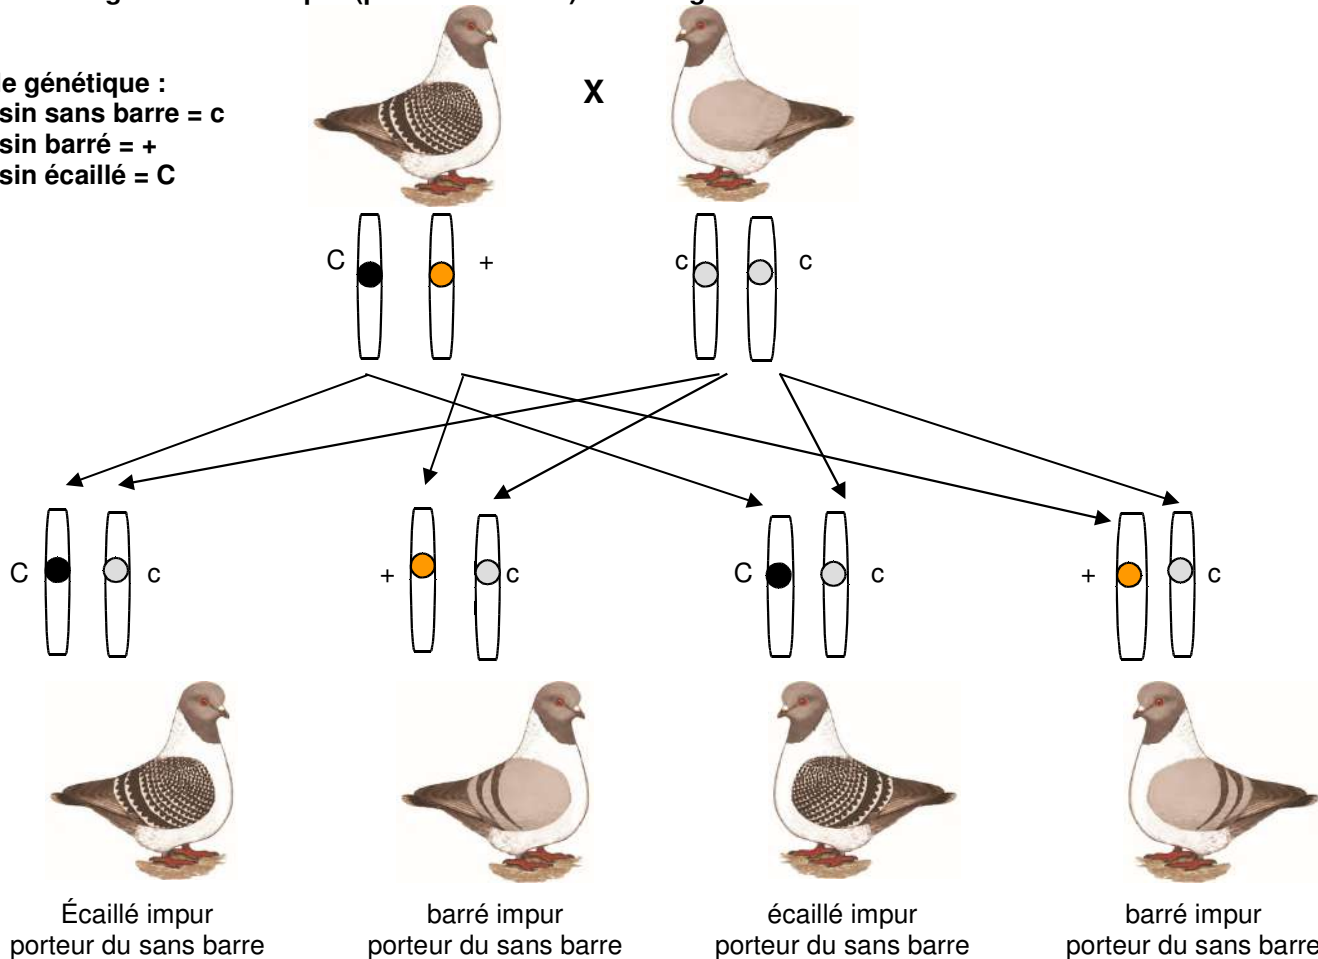 X
le génétique :
sin sans barre = c
sin barré = +
sin écaillé = C
C + c c
C c + c C c + c
Écaillé impur barré impur écaillé impur barré impur
porteur du sans barre porteur du sans barre porteur du sans barre porteur du sans barre